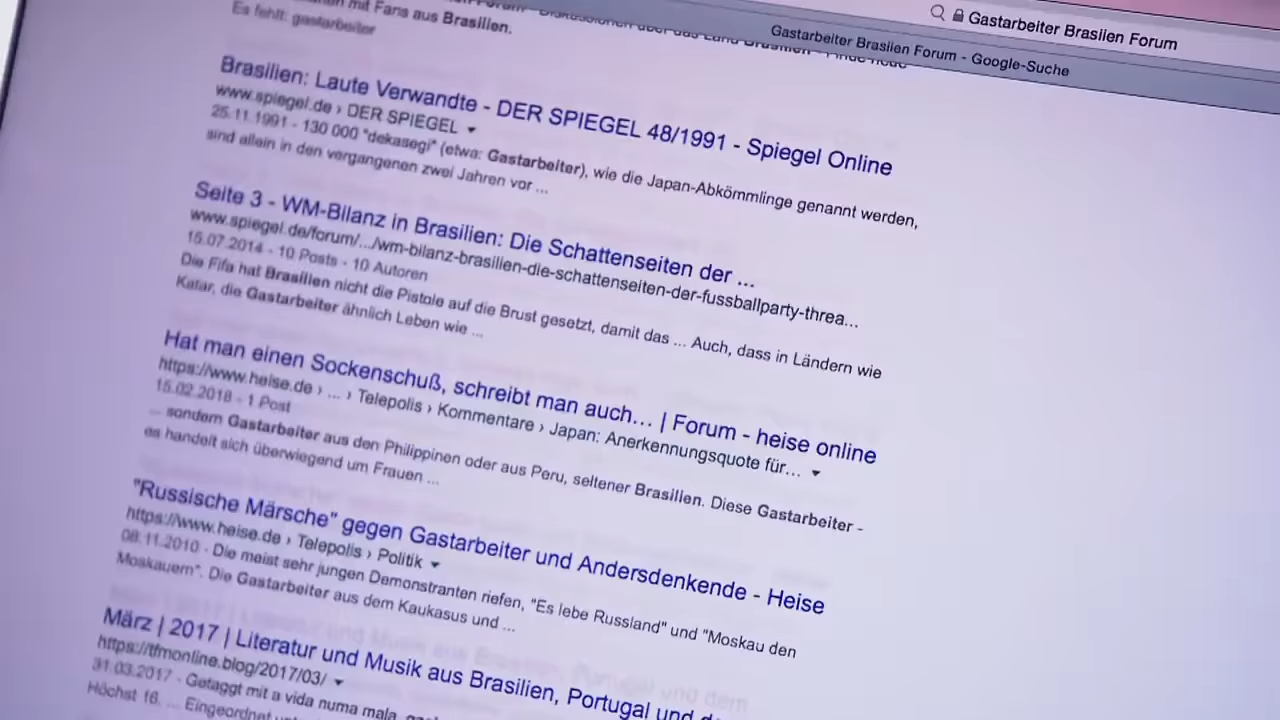 Gastarbeiter Brasilen Forum
Gastarbeiter Brasilen Forum - Google-Suche
mit Fans aus Brasilien.
Es fehlt: gastarbeiter
Brasilien: Laute Verwandte - DER SPIEGEL 48/1991 - Spiegel Online
www.spiegel.de › DER SPIEGEL
25.11.1991 - 130 000 "dekasegi" (etwa: Gastarbeiter), wie die Japan-Abkömmlinge genannt werden,
sind allein in den vergangenen zwei Jahren vor ...
Seite 3 - WM-Bilanz in Brasilien: Die Schattenseiten der ...
www.spiegel.de/forum/.../wm-bilanz-brasilien-die-schattenseiten-der-fussballparty-threa...
15.07.2014 - 10 Posts - 10 Autoren
Die Fifa hat Brasilien nicht die Pistole auf die Brust gesetzt, damit das ... Auch, dass in Ländern wie
Katar, die Gastarbeiter ähnlich Leben wie ...
Hat man einen Sockenschuß, schreibt man auch... | Forum - heise online
https://www.heise.de › ... › Telepolis › Kommentare › Japan: Anerkennungsquote für...
15.02.2018 - 1 Post
... sondern Gastarbeiter aus den Philippinen oder aus Peru, seltener Brasilien. Diese Gastarbeiter -
es handelt sich überwiegend um Frauen ...
"Russische Märsche" gegen Gastarbeiter und Andersdenkende - Heise
https://www.heise.de › Telepolis › Politik
08.11.2010 - Die meist sehr jungen Demonstranten riefen, "Es lebe Russland" und "Moskau den
Moskauern". Die Gastarbeiter aus dem Kaukasus und ...
März | 2017 | Literatur und Musik aus Brasilien, Portugal und
https://tfmonline.blog/2017/03/
31.03.2017 - Getaggt mit a vida numa mala,
Höchst 16, ... Eingeordnet